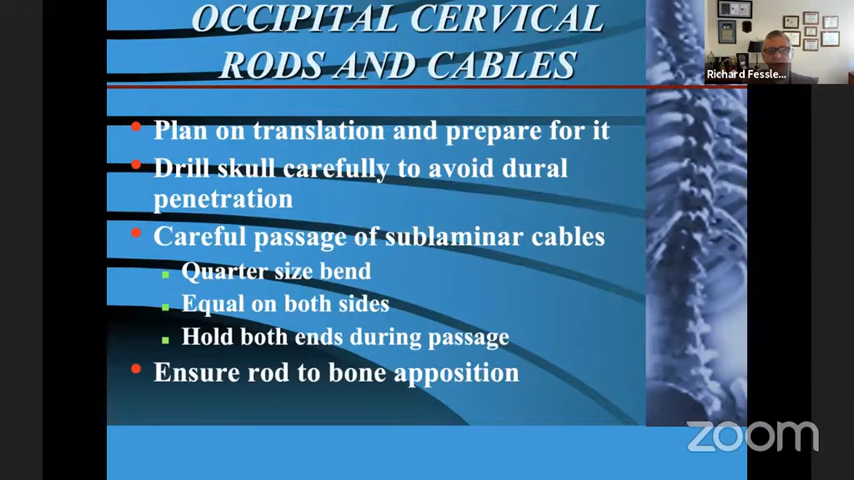 OCCIPITAL CERVICAL
RODS AND CABLES
Richard Fessle...
Plan on translation and prepare for it
Drill skull carefully to avoid dural
penetration
Careful passage of sublaminar cables
Quarter size bend
Equal on both sides
Hold both ends during passage
Ensure rod to bone apposition
zoom